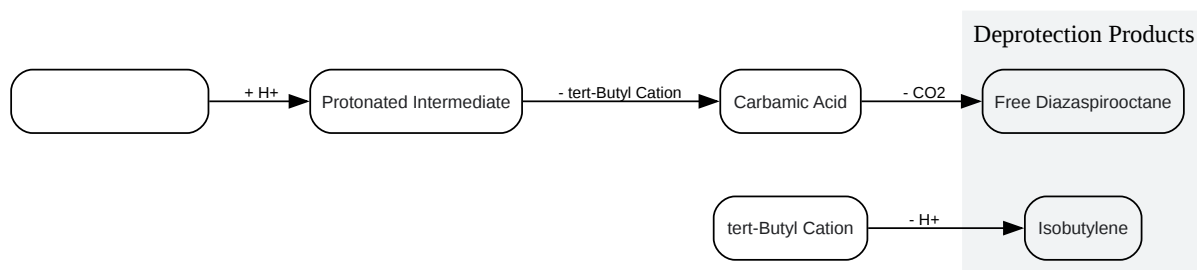 Deprotection Products
+ H+
Protonated Intermediate
- tert-Butyl Cation
Carbamic Acid
- CO2
Free Diazaspirooctane
tert-Butyl Cation
- H+
Isobutylene